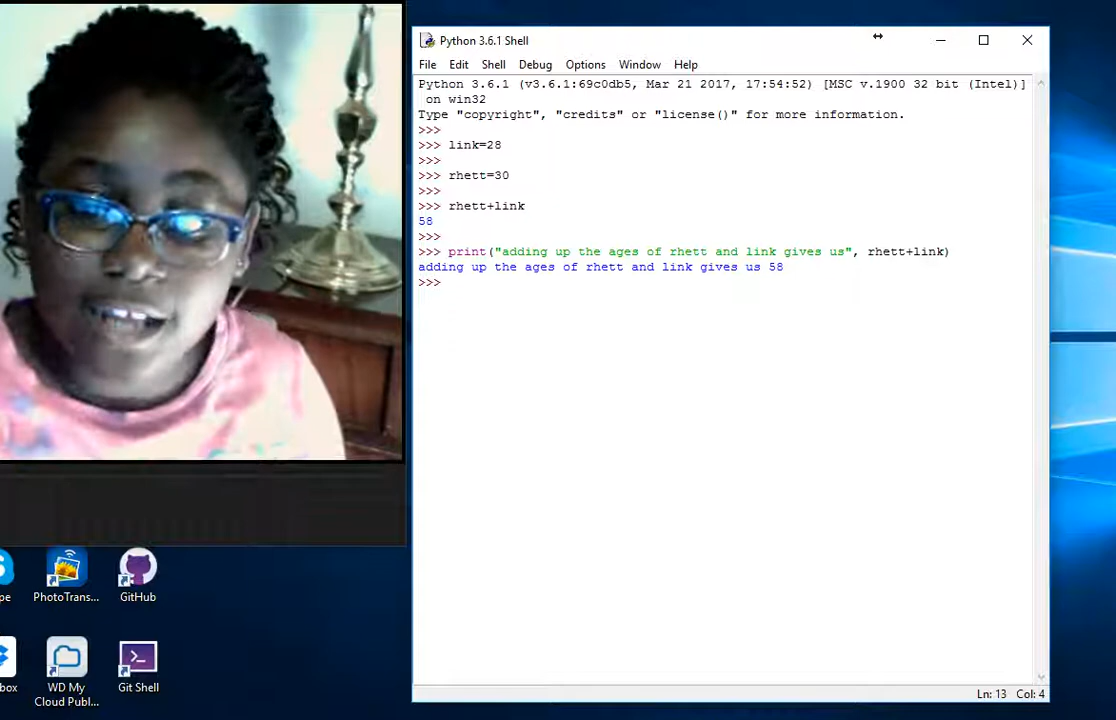 Python 3.6.1 Shell
File Edit Shell Debug Options Window Help
Python 3.6.1 (v3.6.1:69c0db5, Mar 21 2017, 17:54:52) [MSC v.1900 32 bit (Intel)]
on win32
Type "copyright", "credits" or "license()" for more information.
>>>
>>> link=28
>>>
>>> rhett=30
>>>
>>> rhett+link
58
>>>
>>> print("adding up the ages of rhett and link gives us", rhett+link)
adding up the ages of rhett and link gives us 58
>>>
pe PhotoTrans... GitHub
box WD My Cloud Publ... Git Shell
Ln: 13 Col: 4